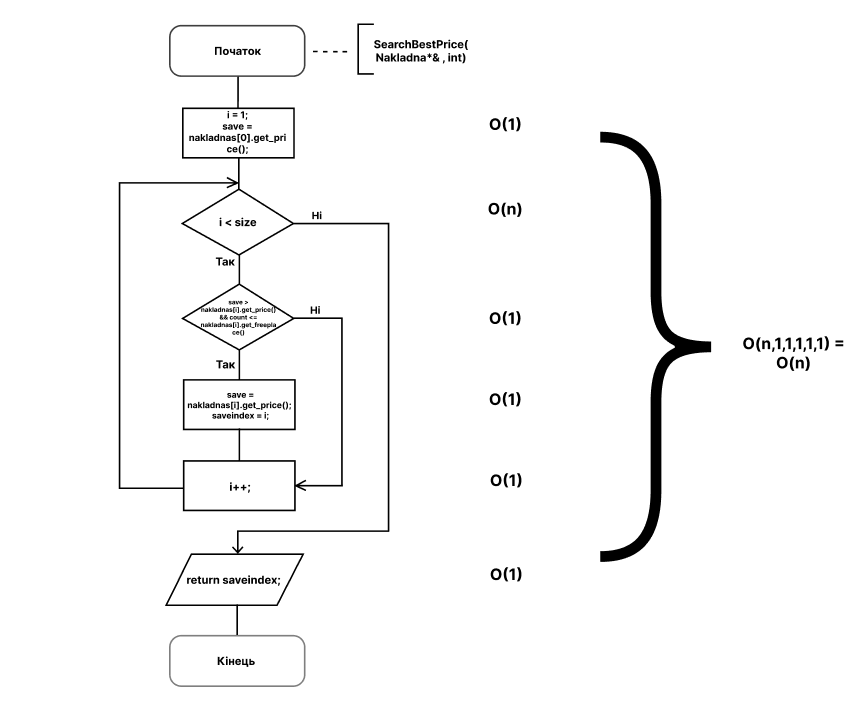 Початок
SearchBestPrice(
Nakladna*& , int)
i = 1;
save =
nakladnas[0].get_pri
ce();
O(1)
i < size
Ні
O(n)
Так
save >
nakladnas[i].get_price()
&& count <=
nakladnas[i].get_freepla
ce()
Ні
O(1)
O(n,1,1,1,1,1) =
O(n)
Так
save =
nakladnas[i].get_price();
saveindex = i;
O(1)
i++;
O(1)
return saveindex;
O(1)
Кінець